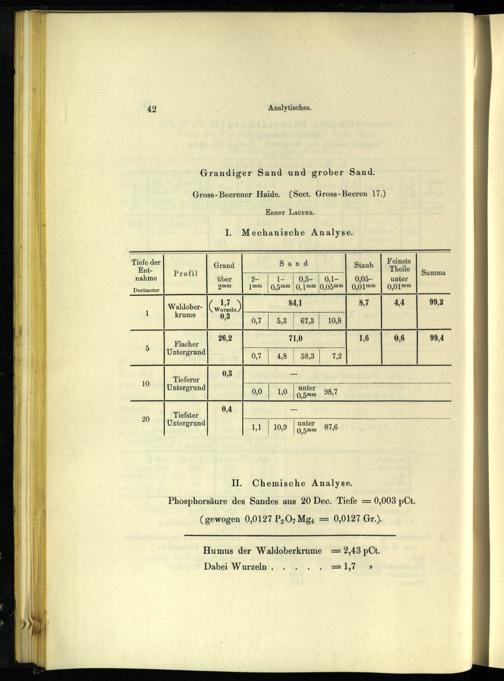 42
Analytisches.
Grandiger Sand und grober Sand.
Gross-Beerener Haide. (Sect. Gross-Beeren 17.)
Ernst Laufer.
I. Mechanische Analyse.
Tiefe der Entnahme Decimeter | Profil | Grand über 2mm | Sand 2–1mm | 1–0,5mm | 0,5–0,1mm | 0,1–0,05mm | Staub 0,05–0,01mm | Feinste Theile unter 0,01mm | Summa
1 | Waldoberkrume | 1,7 (Wurzeln) 0,3 | 84,1 | 8,7 | 4,4 | 99,2
0,7 | 5,3 | 67,3 | 10,8
5 | Flacher Untergrund | 26,2 | 71,0 | 1,6 | 0,6 | 99,4
0,7 | 4,8 | 58,3 | 7,2
10 | Tieferer Untergrund | 0,3 | —
0,0 | 1,0 | unter 0,5mm 98,7
20 | Tiefster Untergrund | 0,4 | —
1,1 | 10,9 | unter 0,5mm 87,6
II. Chemische Analyse.
Phosphorsäure des Sandes aus 20 Dec. Tiefe = 0,003 pCt.
(gewogen 0,0127 P2O7Mg4 = 0,0127 Gr.).
Humus der Waldoberkrume = 2,43 pCt.
Dabei Wurzeln . . . . . = 1,7 »